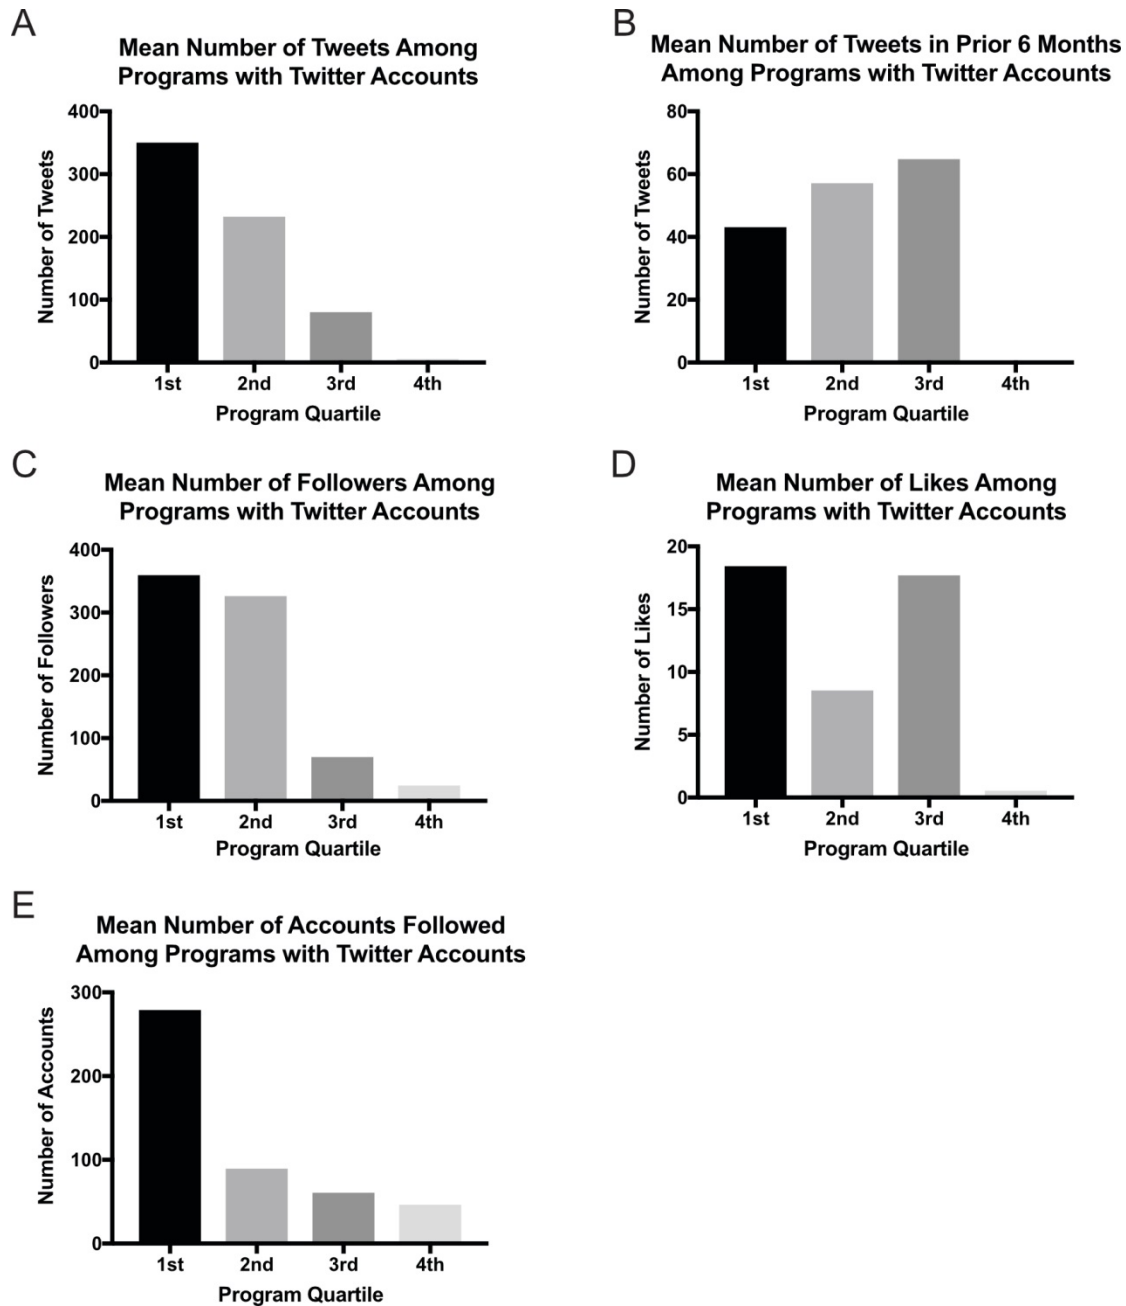 A
Mean Number of Tweets Among
Programs with Twitter Accounts
Number of Tweets
400
300
200
100
0
1st 2nd 3rd 4th
Program Quartile
B
Mean Number of Tweets in Prior 6 Months
Among Programs with Twitter Accounts
Number of Tweets
80
60
40
20
0
1st 2nd 3rd 4th
Program Quartile
C
Mean Number of Followers Among
Programs with Twitter Accounts
Number of Followers
400
300
200
100
0
1st 2nd 3rd 4th
Program Quartile
D
Mean Number of Likes Among
Programs with Twitter Accounts
Number of Likes
20
15
10
5
0
1st 2nd 3rd 4th
Program Quartile
E
Mean Number of Accounts Followed
Among Programs with Twitter Accounts
Number of Accounts
300
200
100
0
1st 2nd 3rd 4th
Program Quartile